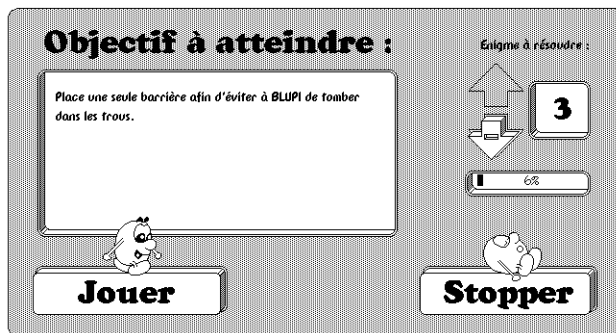 Objectif à atteindre :
Enigme à résoudre :
Place une seule barrière afin d'éviter à BLUPI de tomber
dans les trous.
3
6%
Jouer
Stopper